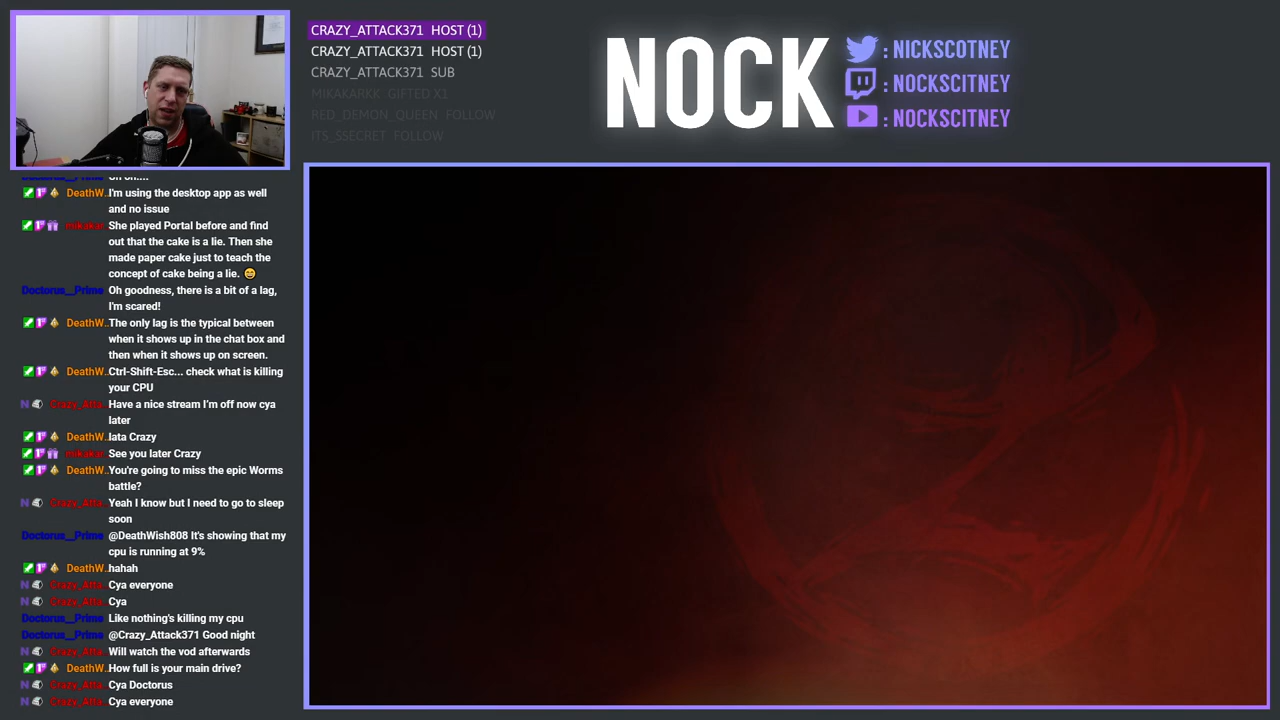 CRAZY_ATTACK371 HOST (1)
CRAZY_ATTACK371 HOST (1)
CRAZY_ATTACK371 SUB
MIKAKARKK GIFTED X1
RED_DEMON_QUEEN FOLLOW
ITS_SSECRET FOLLOW
NOCK
: NICKSCOTNEY
: NOCKSCITNEY
: NOCKSCITNEY
DeathW.. I'm using the desktop app as well
and no issue
mikakar.. She played Portal before and find
out that the cake is a lie. Then she
made paper cake just to teach the
concept of cake being a lie. 😄
Doctorus__Prime Oh goodness, there is a bit of a lag,
I'm scared!
DeathW.. The only lag is the typical between
when it shows up in the chat box and
then when it shows up on screen.
DeathW.. Ctrl-Shift-Esc... check what is killing
your CPU
N Crazy_Atta.. Have a nice stream I'm off now cya
later
DeathW.. lata Crazy
mikakar.. See you later Crazy
DeathW.. You're going to miss the epic Worms
battle?
N Crazy_Atta.. Yeah I know but I need to go to sleep
soon
Doctorus__Prime @DeathWish808 It's showing that my
cpu is running at 9%
DeathW.. hahah
N Crazy_Atta.. Cya everyone
N Crazy_Atta.. Cya
Doctorus__Prime Like nothing's killing my cpu
Doctorus__Prime @Crazy_Attack371 Good night
N Crazy_Atta.. Will watch the vod afterwards
DeathW.. How full is your main drive?
N Crazy_Atta.. Cya Doctorus
N Crazy_Atta.. Cya everyone